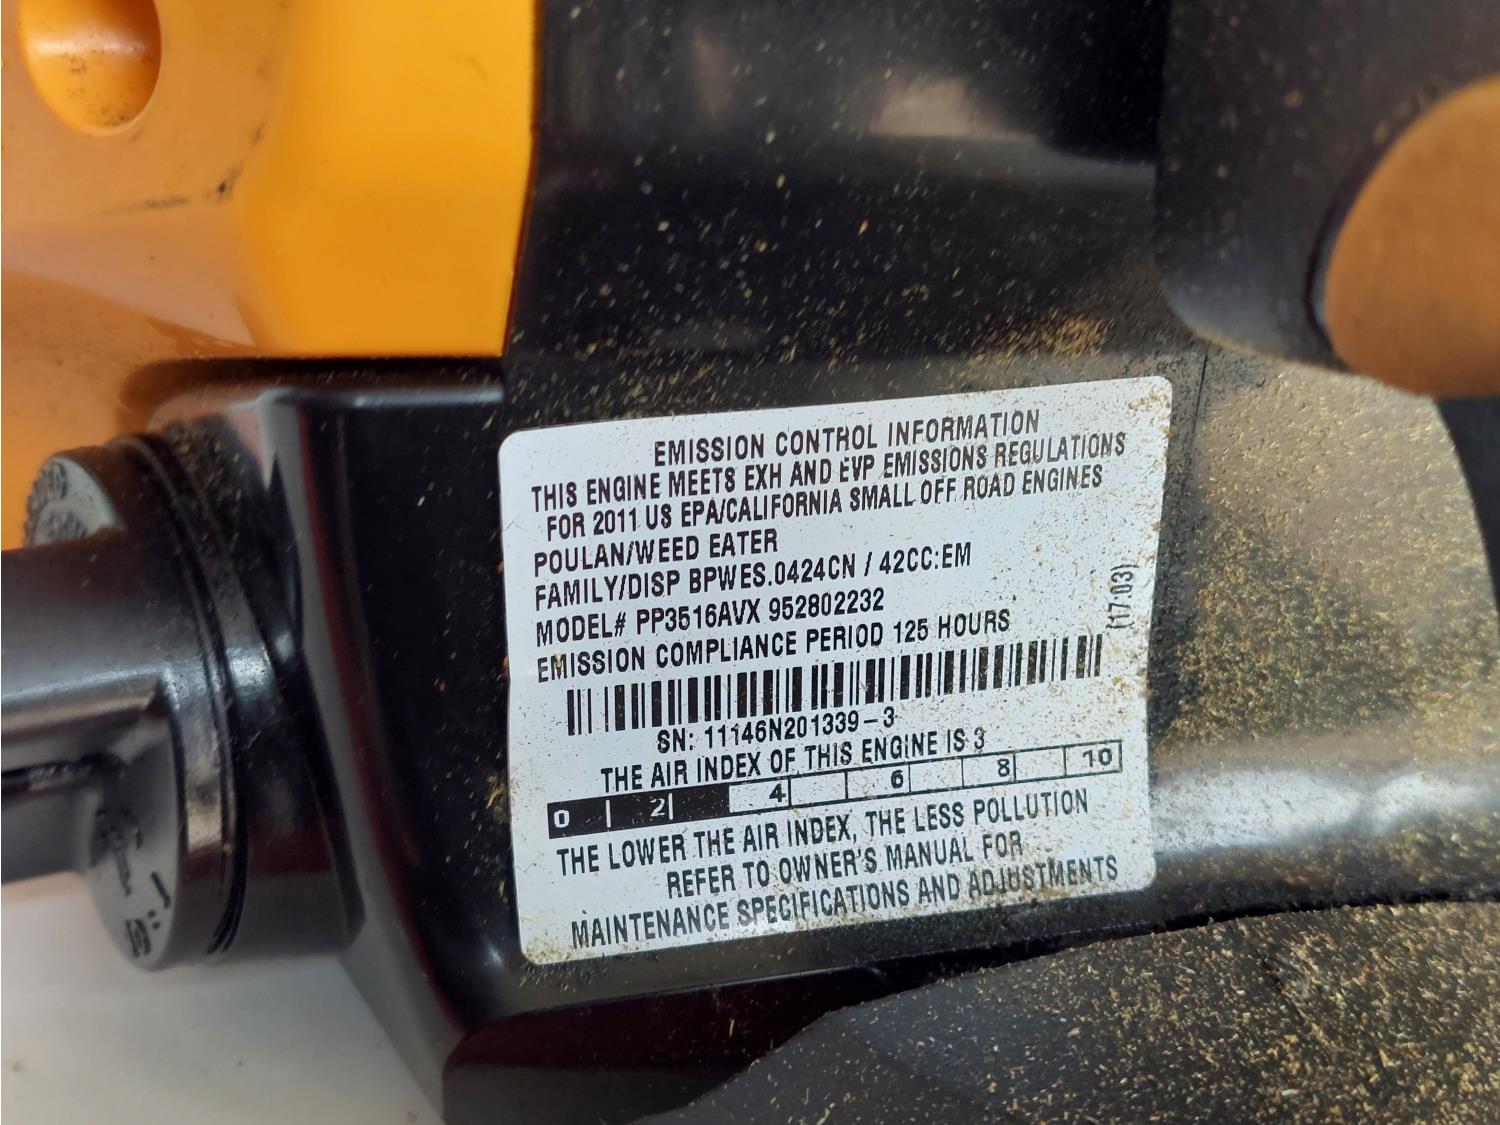 EMISSION CONTROL INFORMATION
THIS ENGINE MEETS EXH AND EVP EMISSIONS REGULATIONS
FOR 2011 US EPA/CALIFORNIA SMALL OFF ROAD ENGINES
POULAN/WEED EATER
FAMILY/DISP BPWES.0424CN / 42CC:EM
MODEL# PP3516AVX 952802232
EMISSION COMPLIANCE PERIOD 125 HOURS
(17:03)
SN: 11146N201339-3
THE AIR INDEX OF THIS ENGINE IS 3
0 2 4 6 8 10
THE LOWER THE AIR INDEX, THE LESS POLLUTION
REFER TO OWNER'S MANUAL FOR
MAINTENANCE SPECIFICATIONS AND ADJUSTMENTS